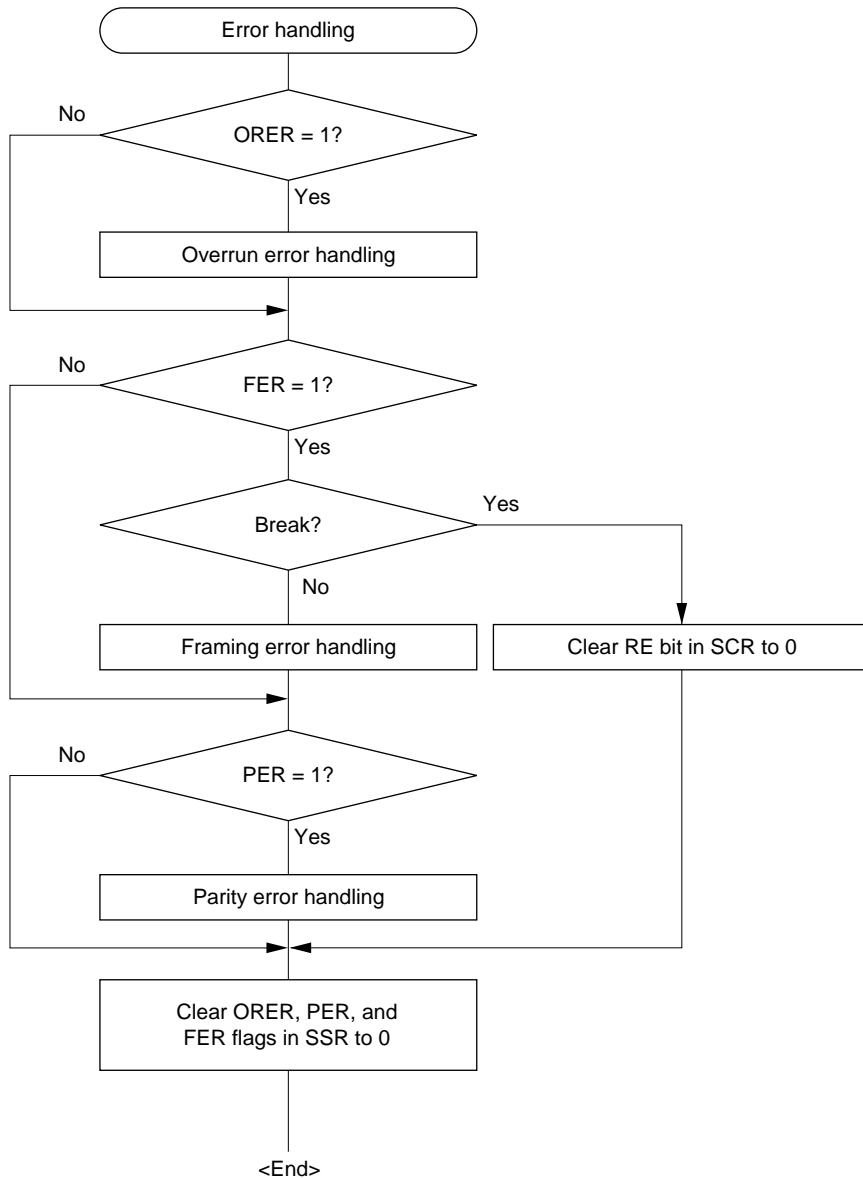 Error handling
No
ORER = 1?
Yes
Overrun error handling
No
FER = 1?
Yes
Break?
Yes
No
Framing error handling
Clear RE bit in SCR to 0
No
PER = 1?
Yes
Parity error handling
Clear ORER, PER, and
FER flags in SSR to 0
<End>